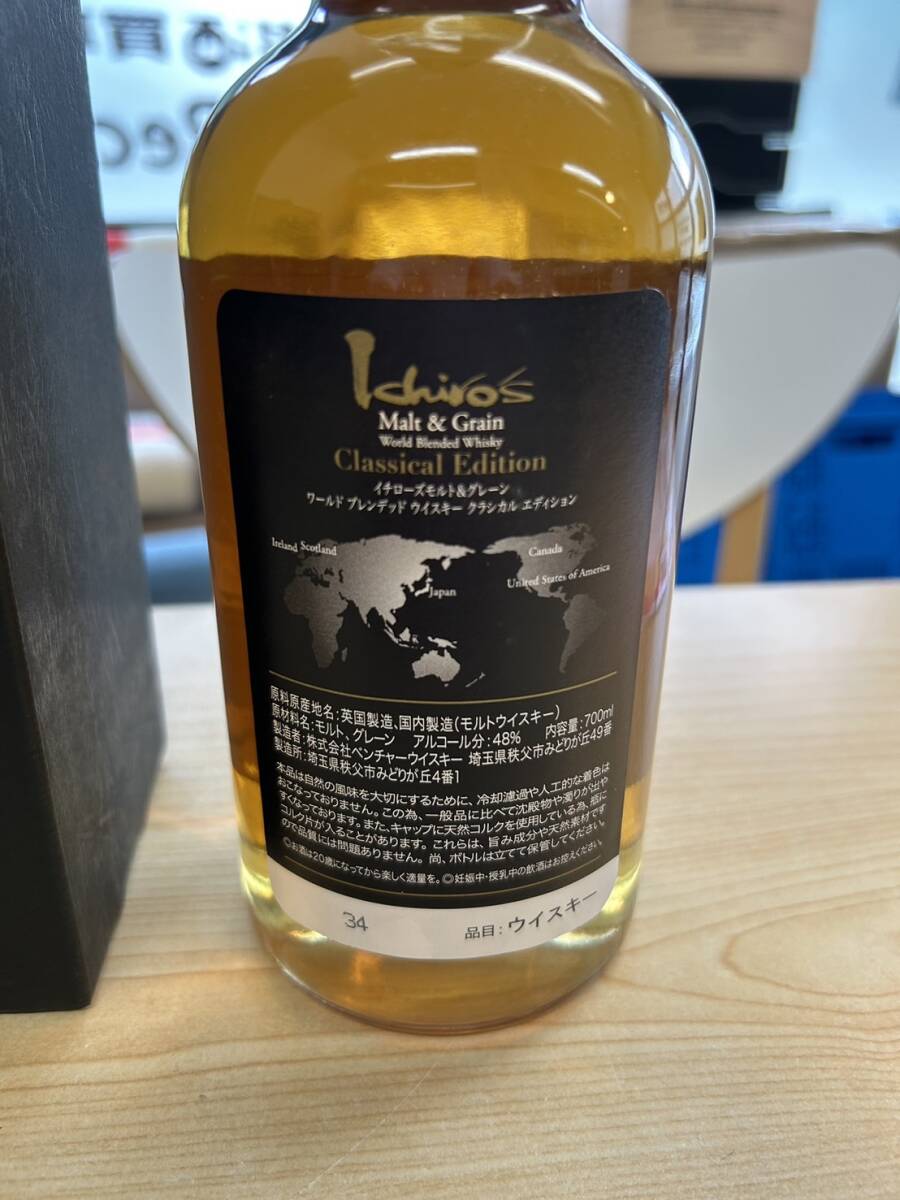 Ichiro's
Malt & Grain
World Blended Whisky
Classical Edition
イチローズモルト&グレーン
ワールド ブレンデッド ウイスキー クラシカル エディション
Ireland Scotland
Canada
Japan
United States of America
原料原産地名:英国製造、国内製造(モルトウイスキー)
原材料名:モルト、グレーン アルコール分:48% 内容量:700ml
製造者:株式会社ベンチャーウイスキー 埼玉県秩父市みどりが丘49番
製造所:埼玉県秩父市みどりが丘4番1
本品は自然の風味を大切にするために、冷却濾過や人工的な着色は
おこなっておりません。この為、一般品に比べて沈殿物や濁りが出や
すくなっております。また、キャップに天然コルクを使用している為、瓶に
コルク片が入ることがあります。これらは、旨み成分や天然素材です
ので品質には問題ありません。尚、ボトルは立てて保管してください。
◎お酒は20歳になってから楽しく適量を。◎妊娠中・授乳中の飲酒はお控えください。
34
品目:ウイスキー